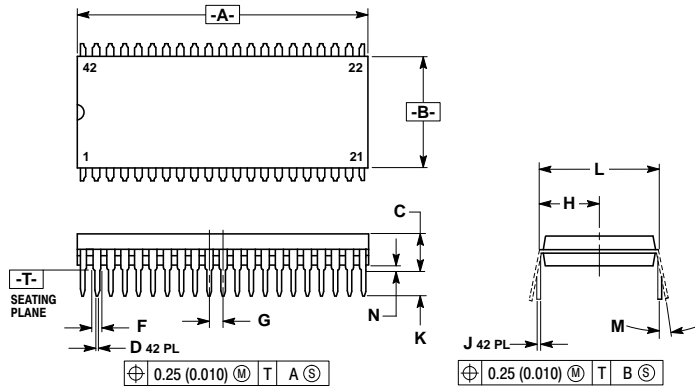 -A-
42 22
-B-
1 21
L
H
C
-T-
SEATING
PLANE
F
G
N
K
M
D 42 PL
J 42 PL
⌖ 0.25 (0.010) Ⓜ T A Ⓢ
⌖ 0.25 (0.010) Ⓜ T B Ⓢ